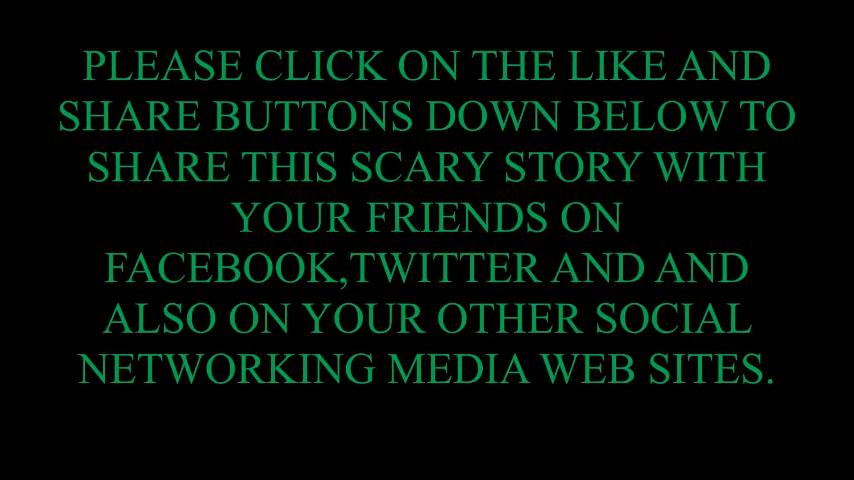 PLEASE CLICK ON THE LIKE AND
SHARE BUTTONS DOWN BELOW TO
SHARE THIS SCARY STORY WITH
YOUR FRIENDS ON
FACEBOOK,TWITTER AND AND
ALSO ON YOUR OTHER SOCIAL
NETWORKING MEDIA WEB SITES.